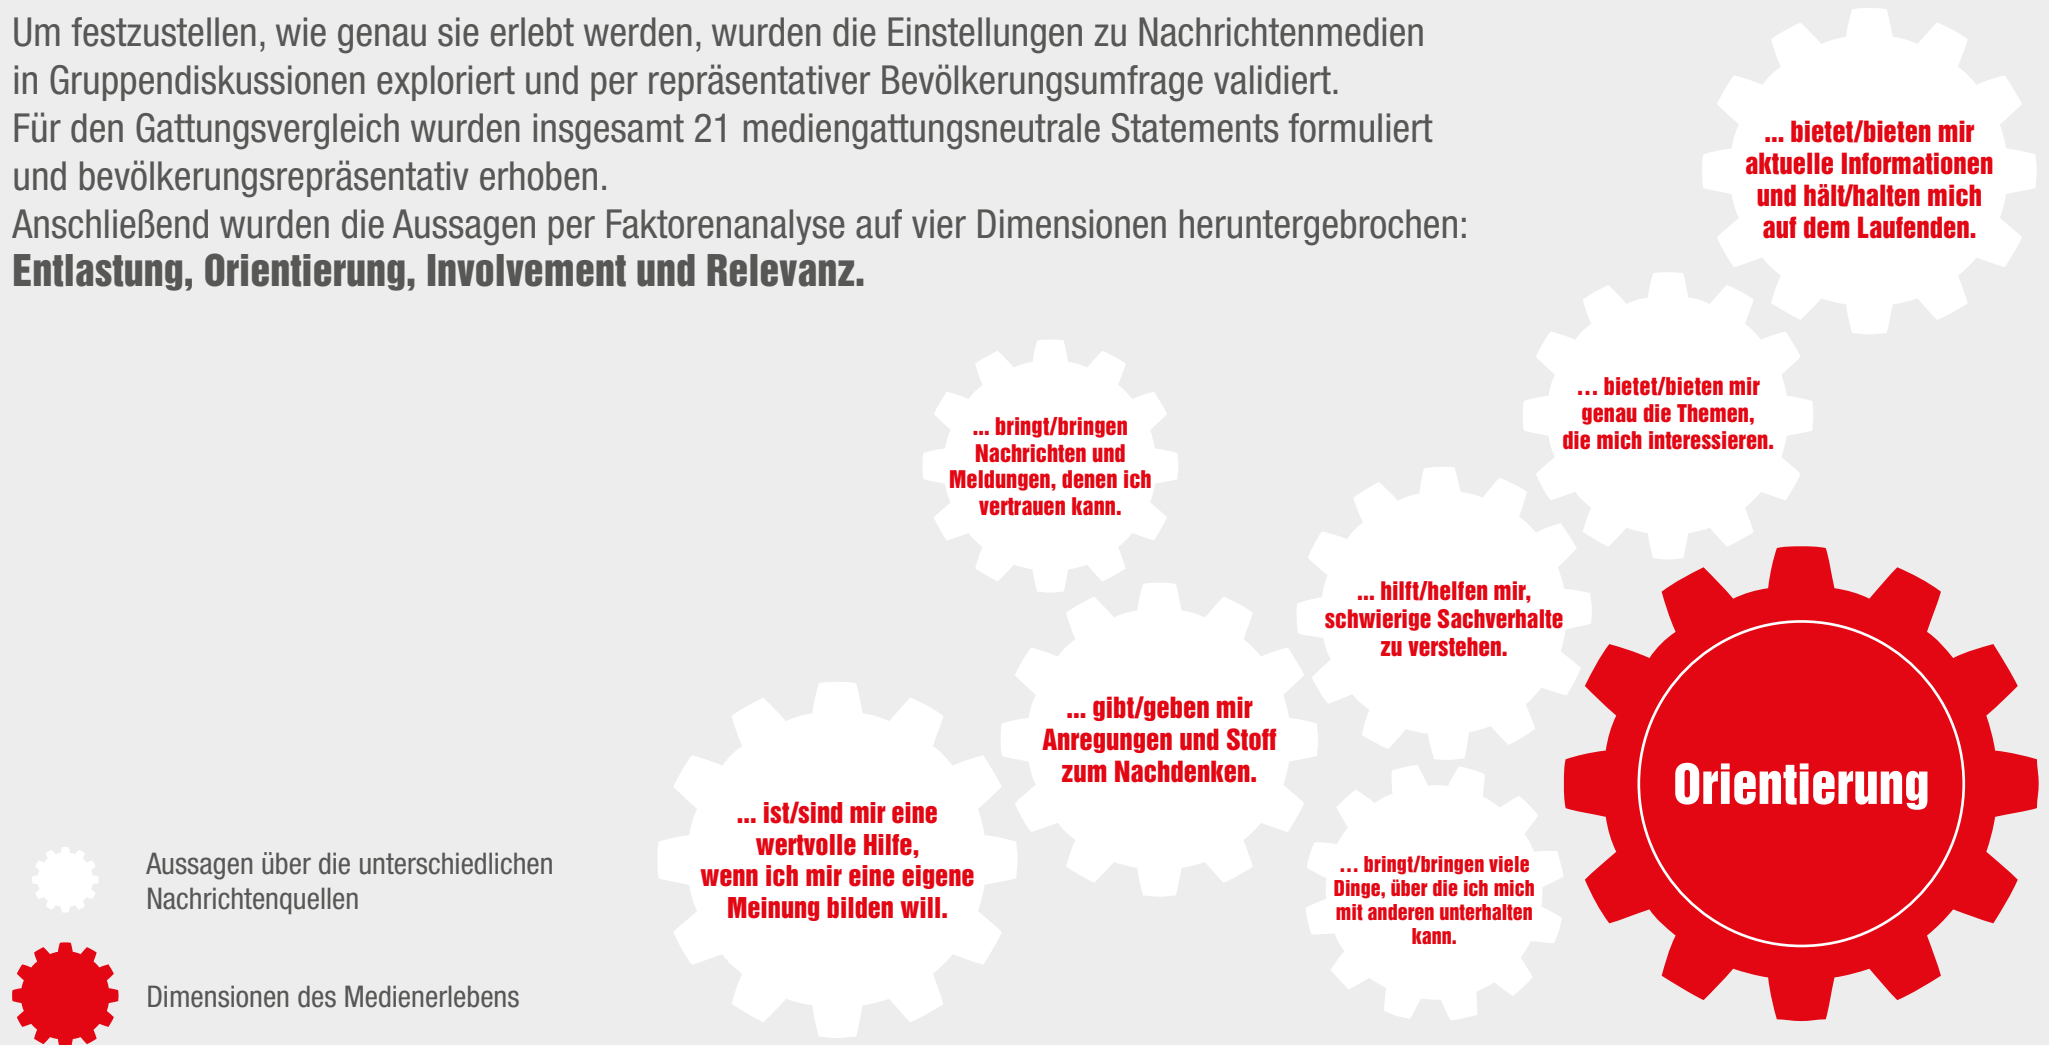 Um festzustellen, wie genau sie erlebt werden, wurden die Einstellungen zu Nachrichtenmedien
in Gruppendiskussionen exploriert und per repräsentativer Bevölkerungsumfrage validiert.
Für den Gattungsvergleich wurden insgesamt 21 mediengattungsneutrale Statements formuliert
und bevölkerungsrepräsentativ erhoben.
Anschließend wurden die Aussagen per Faktorenanalyse auf vier Dimensionen heruntergebrochen:
Entlastung, Orientierung, Involvement und Relevanz.
... bietet/bieten mir
aktuelle Informationen
und hält/halten mich
auf dem Laufenden.
... bietet/bieten mir
genau die Themen,
die mich interessieren.
... bringt/bringen
Nachrichten und
Meldungen, denen ich
vertrauen kann.
... hilft/helfen mir,
schwierige Sachverhalte
zu verstehen.
... gibt/geben mir
Anregungen und Stoff
zum Nachdenken.
Orientierung
... ist/sind mir eine
wertvolle Hilfe,
wenn ich mir eine eigene
Meinung bilden will.
... bringt/bringen viele
Dinge, über die ich mich
mit anderen unterhalten
kann.
Aussagen über die unterschiedlichen
Nachrichtenquellen
Dimensionen des Medienerlebens